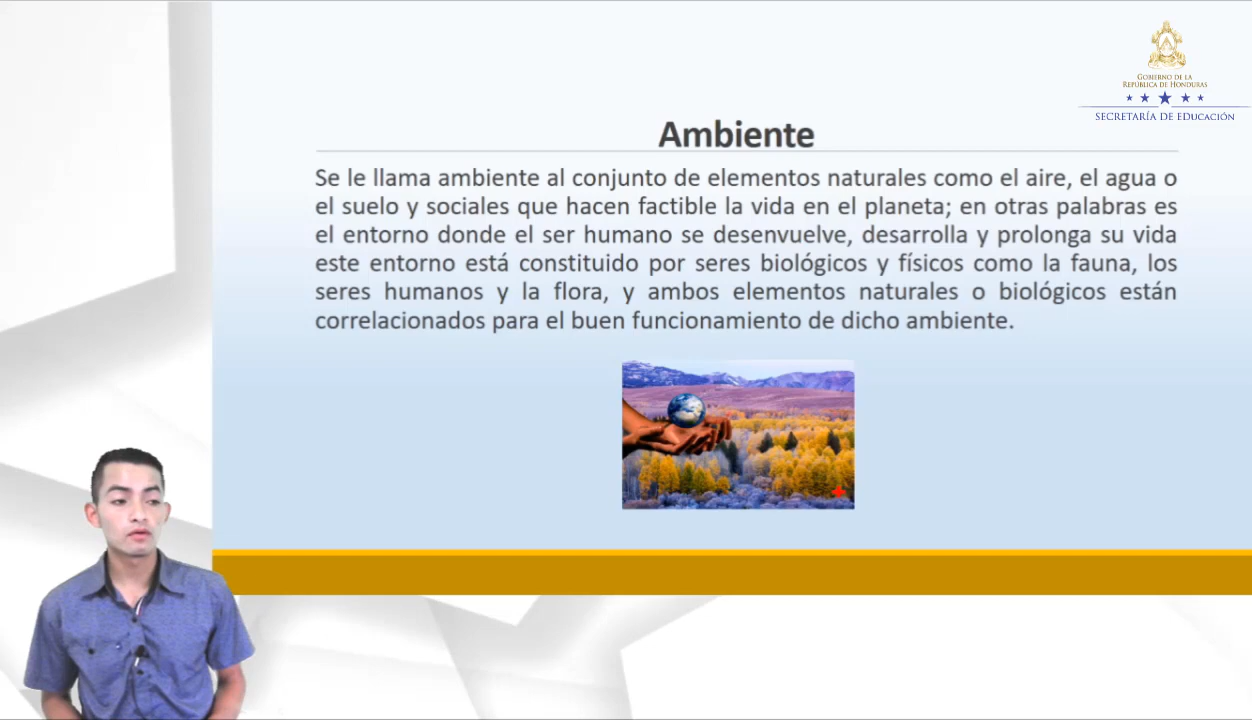 GOBIERNO DE LA
REPÚBLICA DE HONDURAS
SECRETARÍA DE EDUCACIÓN
Ambiente
Se le llama ambiente al conjunto de elementos naturales como el aire, el agua o
el suelo y sociales que hacen factible la vida en el planeta; en otras palabras es
el entorno donde el ser humano se desenvuelve, desarrolla y prolonga su vida
este entorno está constituido por seres biológicos y físicos como la fauna, los
seres humanos y la flora, y ambos elementos naturales o biológicos están
correlacionados para el buen funcionamiento de dicho ambiente.